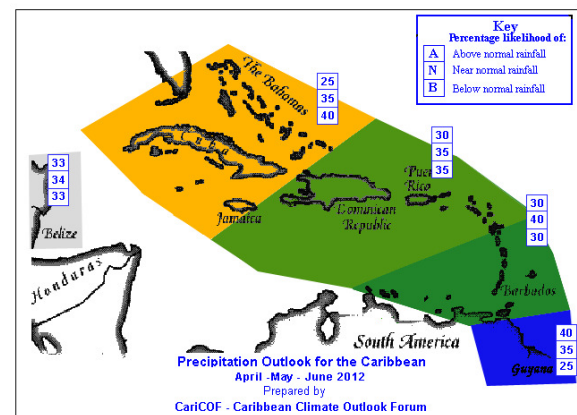 Key
Percentage likelihood of:
A Above normal rainfall
N Near normal rainfall
B Below normal rainfall
The Bahamas
25
35
40
Cuba
30
35
35
Puerto
Rico
33
34
33
Jamaica
Dominican
Republic
30
40
30
Belize
Honduras
Barbados
South America
40
35
25
Guyana
Precipitation Outlook for the Caribbean
April -May - June 2012
Prepared by
CariCOF - Caribbean Climate Outlook Forum